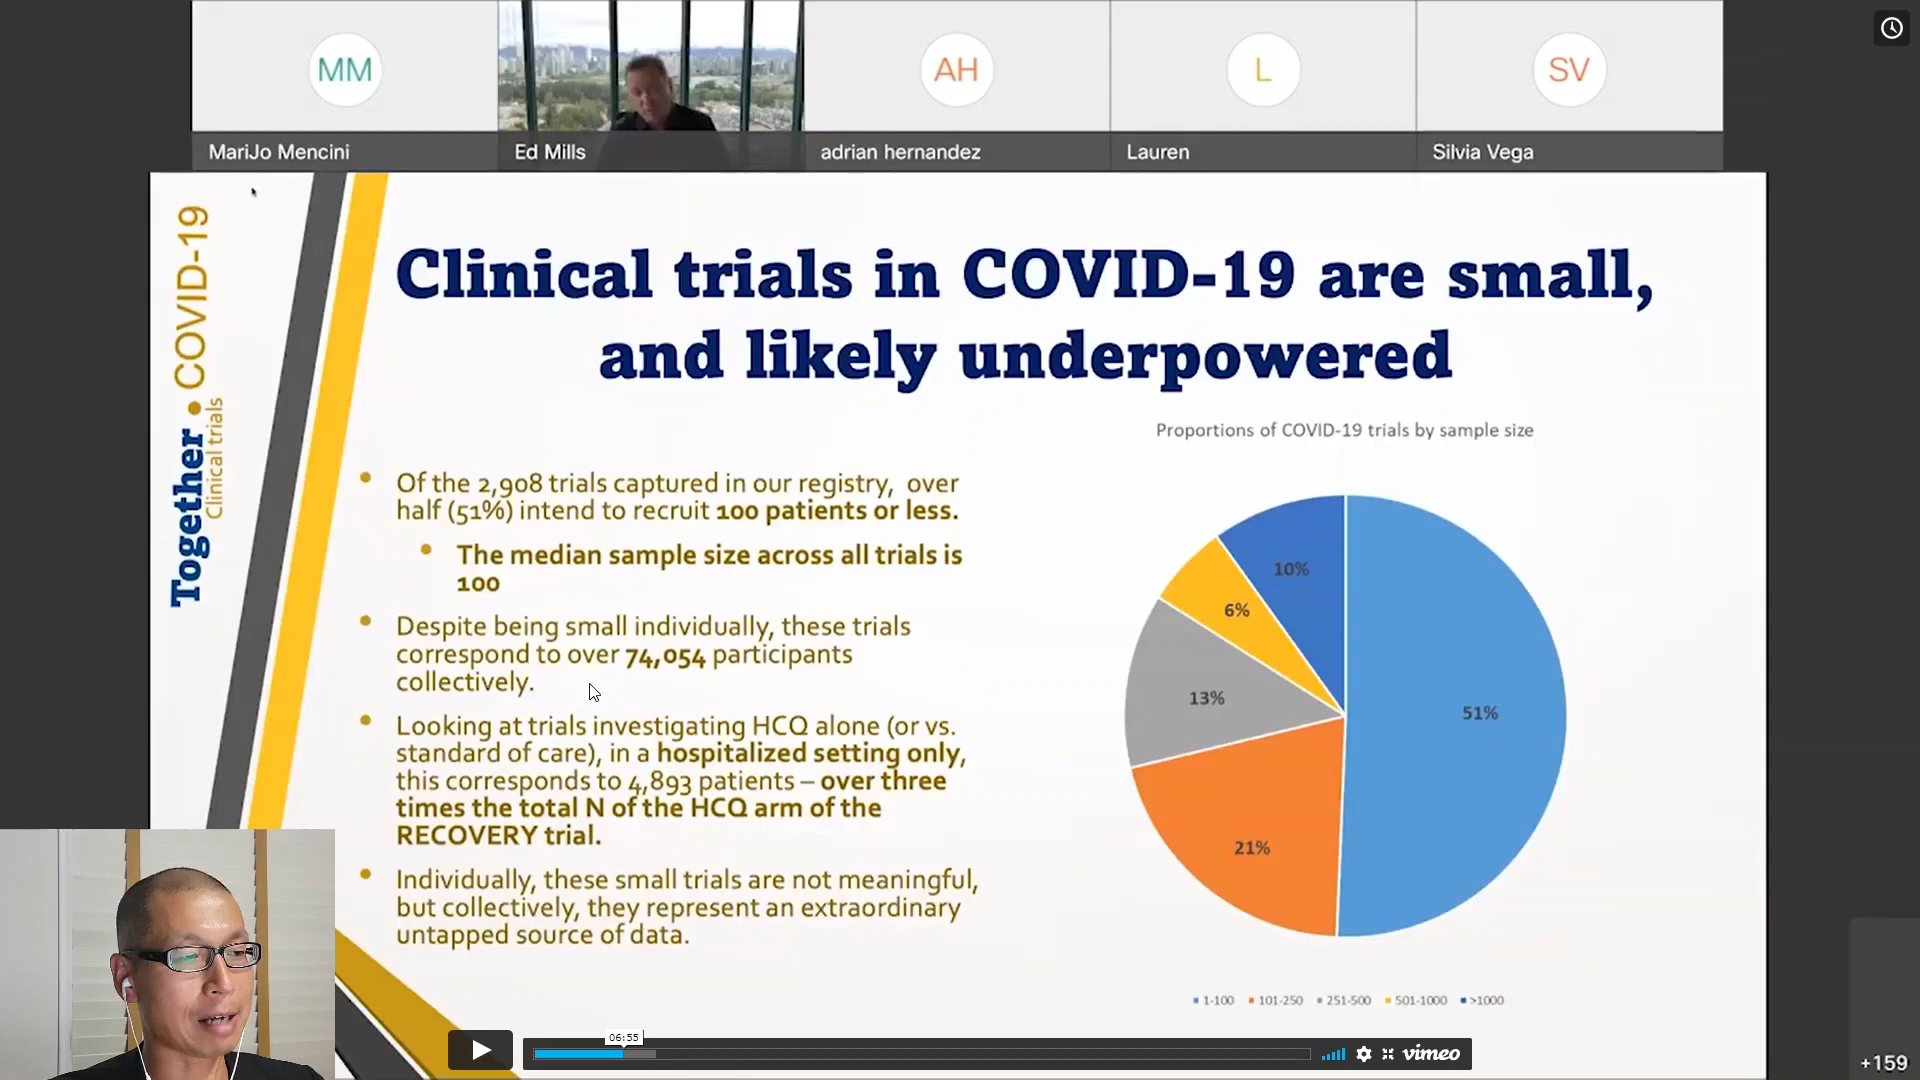 MM
AH
L
SV
MariJo Mencini
Ed Mills
adrian hernandez
Lauren
Silvia Vega
Together • COVID-19
Clinical trials
Clinical trials in COVID-19 are small,
and likely underpowered
• Of the 2,908 trials captured in our registry, over
half (51%) intend to recruit 100 patients or less.
• The median sample size across all trials is
100
• Despite being small individually, these trials
correspond to over 74,054 participants
collectively.
• Looking at trials investigating HCQ alone (or vs.
standard of care), in a hospitalized setting only,
this corresponds to 4,893 patients – over three
times the total N of the HCQ arm of the
RECOVERY trial.
• Individually, these small trials are not meaningful,
but collectively, they represent an extraordinary
untapped source of data.
Proportions of COVID-19 trials by sample size
10%
6%
13%
51%
21%
1-100 101-250 251-500 501-1000 >1000
06:55
vimeo
+159